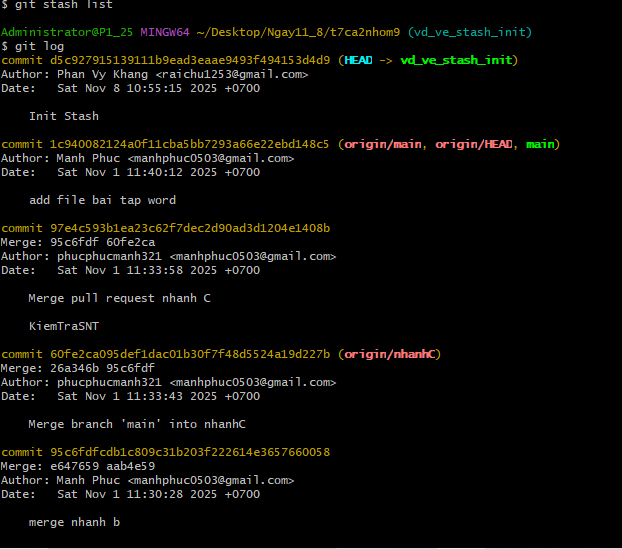 $ git stash list
Administrator@P1_25 MINGW64 ~/Desktop/Ngay11_8/t7ca2nhom9 (vd_ve_stash_init)
$ git log
commit d5c927915139111b9ead3eaae9493f494153d4d9 (HEAD -> vd_ve_stash_init)
Author: Phan Vy Khang <raichu1253@gmail.com>
Date:   Sat Nov 8 10:55:15 2025 +0700
    Init Stash
commit 1c940082124a0f11cba5bb7293a66e22ebd148c5 (origin/main, origin/HEAD, main)
Author: Manh Phuc <manhphuc0503@gmail.com>
Date:   Sat Nov 1 11:40:12 2025 +0700
    add file bai tap word
commit 97e4c593b1ea23c62f7dec2d90ad3d1204e1408b
Merge: 95c6fdf 60fe2ca
Author: phucphucmanh321 <manhphuc0503@gmail.com>
Date:   Sat Nov 1 11:33:58 2025 +0700
    Merge pull request nhanh C
    KiemTraSNT
commit 60fe2ca095def1dac01b30f7f48d5524a19d227b (origin/nhanhC)
Merge: 26a346b 95c6fdf
Author: phucphucmanh321 <manhphuc0503@gmail.com>
Date:   Sat Nov 1 11:33:43 2025 +0700
    Merge branch 'main' into nhanhC
commit 95c6fdfcdb1c809c31b203f222614e3657660058
Merge: e647659 aab4e59
Author: Manh Phuc <manhphuc0503@gmail.com>
Date:   Sat Nov 1 11:30:28 2025 +0700
    merge nhanh b